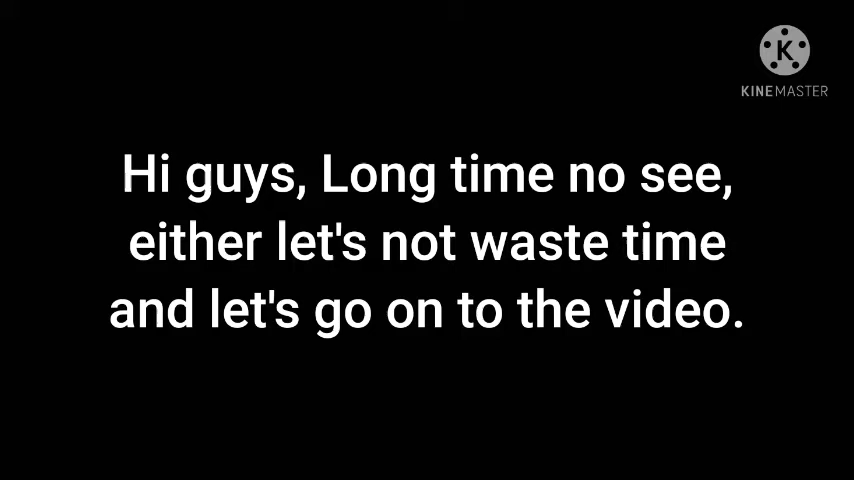 K
KINEMASTER
Hi guys, Long time no see,
either let's not waste time
and let's go on to the video.